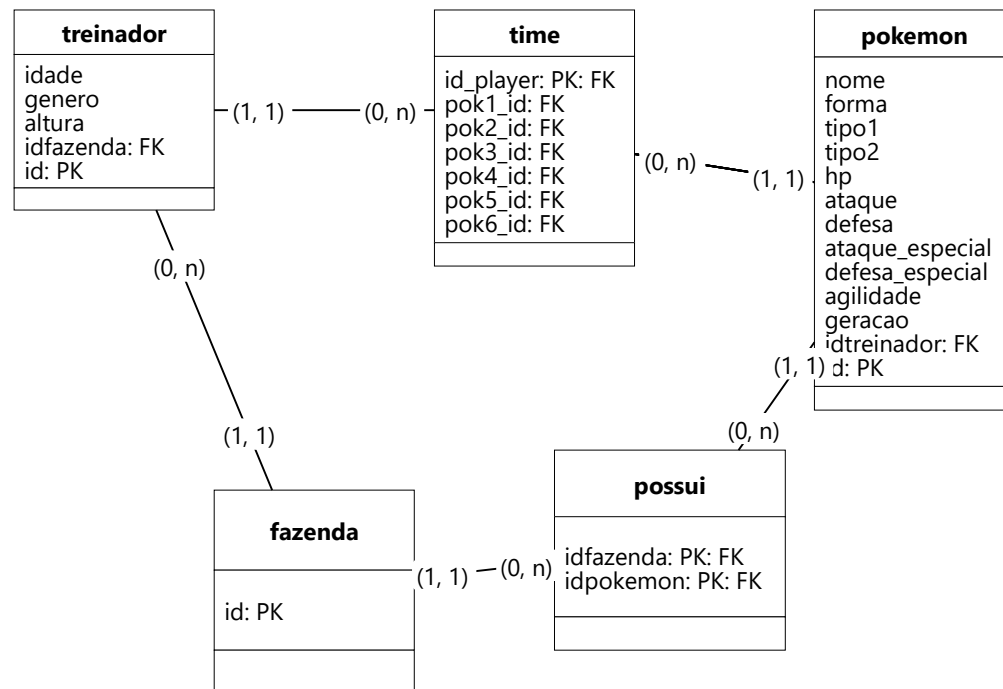 treinador
idade
genero
altura
idfazenda: FK
id: PK
(1, 1)
(0, n)
time
id_player: PK: FK
pok1_id: FK
pok2_id: FK
pok3_id: FK
pok4_id: FK
pok5_id: FK
pok6_id: FK
(0, n)
(1, 1)
pokemon
nome
forma
tipo1
tipo2
hp
ataque
defesa
ataque_especial
defesa_especial
agilidade
geracao
idtreinador: FK
id: PK
(1, 1)
(0, n)
(0, n)
(1, 1)
fazenda
id: PK
(1, 1)
(0, n)
possui
idfazenda: PK: FK
idpokemon: PK: FK